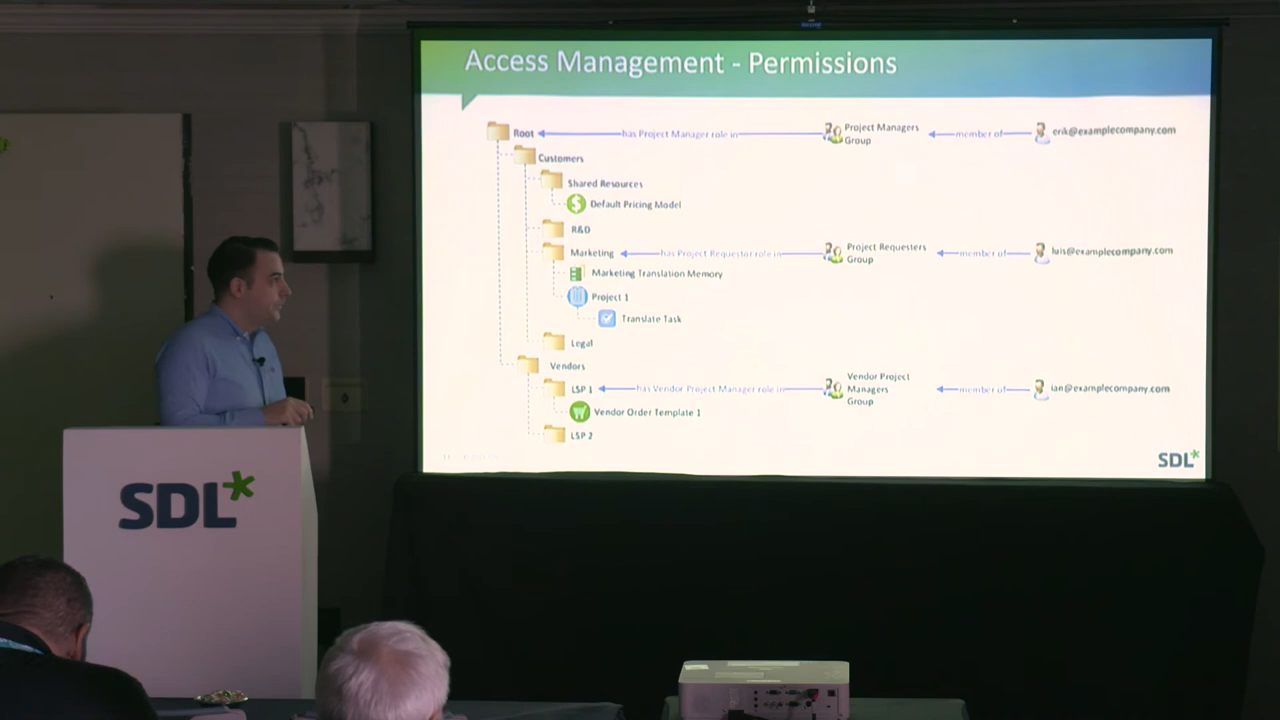 Access Management - Permissions
Root
has Project Manager role in
Project Managers
Group
member of
erik@examplecompany.com
Customers
Shared Resources
Default Pricing Model
R&D
Marketing
has Project Requestor role in
Project Requesters
Group
member of
luis@examplecompany.com
Marketing Translation Memory
Project 1
Translate Task
Legal
Vendors
LSP 1
has Vendor Project Manager role in
Vendor Project
Managers
Group
member of
ian@examplecompany.com
Vendor Order Template 1
LSP 2
SDL*
SDL*